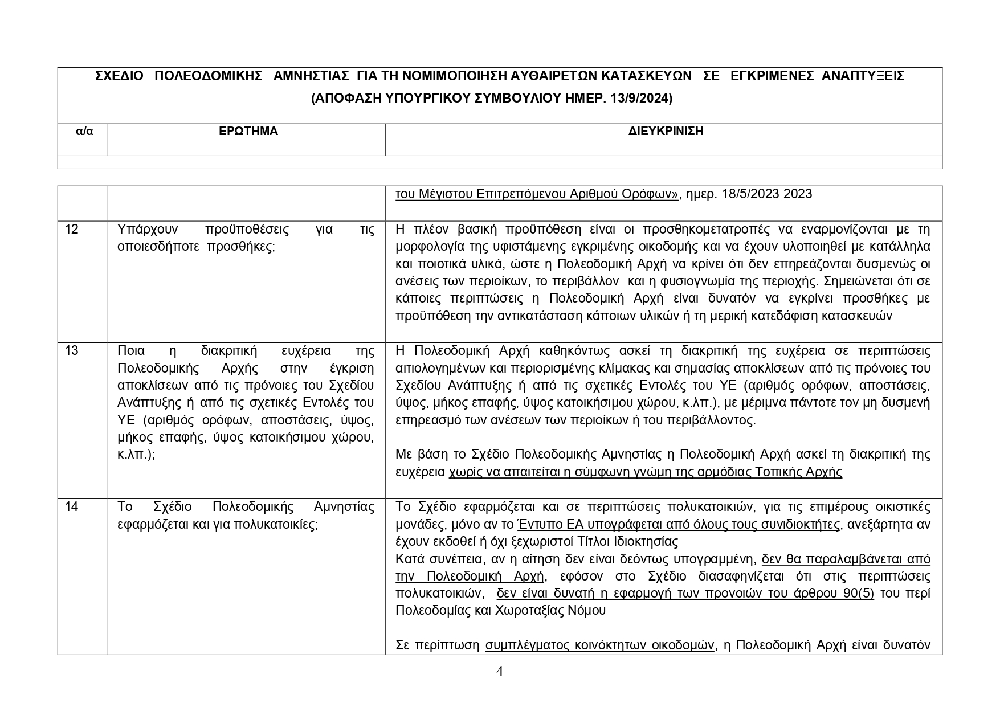 ΣΧΕΔΙΟ ΠΟΛΕΟΔΟΜΙΚΗΣ ΑΜΝΗΣΤΙΑΣ ΓΙΑ ΤΗ ΝΟΜΙΜΟΠΟΙΗΣΗ ΑΥΘΑΙΡΕΤΩΝ ΚΑΤΑΣΚΕΥΩΝ ΣΕ ΕΓΚΡΙΜΕΝΕΣ ΑΝΑΠΤΥΞΕΙΣ
(ΑΠΟΦΑΣΗ ΥΠΟΥΡΓΙΚΟΥ ΣΥΜΒΟΥΛΙΟΥ ΗΜΕΡ. 13/9/2024)
α/α ΕΡΩΤΗΜΑ ΔΙΕΥΚΡΙΝΙΣΗ
του Μέγιστου Επιτρεπόμενου Αριθμού Ορόφων», ημερ. 18/5/2023 2023
12
Υπάρχουν προϋποθέσεις για τις
οποιεσδήποτε προσθήκες;
Η πλέον βασική προϋπόθεση είναι οι προσθηκομετατροπές να εναρμονίζονται με τη
μορφολογία της υφιστάμενης εγκριμένης οικοδομής και να έχουν υλοποιηθεί με κατάλληλα
και ποιοτικά υλικά, ώστε η Πολεοδομική Αρχή να κρίνει ότι δεν επηρεάζονται δυσμενώς οι
ανέσεις των περιοίκων, το περιβάλλον και η φυσιογνωμία της περιοχής. Σημειώνεται ότι σε
κάποιες περιπτώσεις η Πολεοδομική Αρχή είναι δυνατόν να εγκρίνει προσθήκες με
προϋπόθεση την αντικατάσταση κάποιων υλικών ή τη μερική κατεδάφιση κατασκευών
13
Ποια η διακριτική ευχέρεια της
Πολεοδομικής Αρχής στην έγκριση
αποκλίσεων από τις πρόνοιες του Σχεδίου
Ανάπτυξης ή από τις σχετικές Εντολές του
ΥΕ (αριθμός ορόφων, αποστάσεις, ύψος,
μήκος επαφής, ύψος κατοικήσιμου χώρου,
κ.λπ.);
Η Πολεοδομική Αρχή καθηκόντως ασκεί τη διακριτική της ευχέρεια σε περιπτώσεις
αιτιολογημένων και περιορισμένης κλίμακας και σημασίας αποκλίσεων από τις πρόνοιες του
Σχεδίου Ανάπτυξης ή από τις σχετικές Εντολές του ΥΕ (αριθμός ορόφων, αποστάσεις,
ύψος, μήκος επαφής, ύψος κατοικήσιμου χώρου, κ.λπ.), με μέριμνα πάντοτε τον μη δυσμενή
επηρεασμό των ανέσεων των περιοίκων ή του περιβάλλοντος.
Με βάση το Σχέδιο Πολεοδομικής Αμνηστίας η Πολεοδομική Αρχή ασκεί τη διακριτική της
ευχέρεια χωρίς να απαιτείται η σύμφωνη γνώμη της αρμόδιας Τοπικής Αρχής
14
Το Σχέδιο Πολεοδομικής Αμνηστίας
εφαρμόζεται και για πολυκατοικίες;
Το Σχέδιο εφαρμόζεται και σε περιπτώσεις πολυκατοικιών, για τις επιμέρους οικιστικές
μονάδες, μόνο αν το Έντυπο ΕΑ υπογράφεται από όλους τους συνιδιοκτήτες, ανεξάρτητα αν
έχουν εκδοθεί ή όχι ξεχωριστοί Τίτλοι Ιδιοκτησίας
Κατά συνέπεια, αν η αίτηση δεν είναι δεόντως υπογραμμένη, δεν θα παραλαμβάνεται από
την Πολεοδομική Αρχή, εφόσον στο Σχέδιο διασαφηνίζεται ότι στις περιπτώσεις
πολυκατοικιών, δεν είναι δυνατή η εφαρμογή των προνοιών του άρθρου 90(5) του περί
Πολεοδομίας και Χωροταξίας Νόμου
Σε περίπτωση συμπλέγματος κοινόκτητων οικοδομών, η Πολεοδομική Αρχή είναι δυνατόν
4